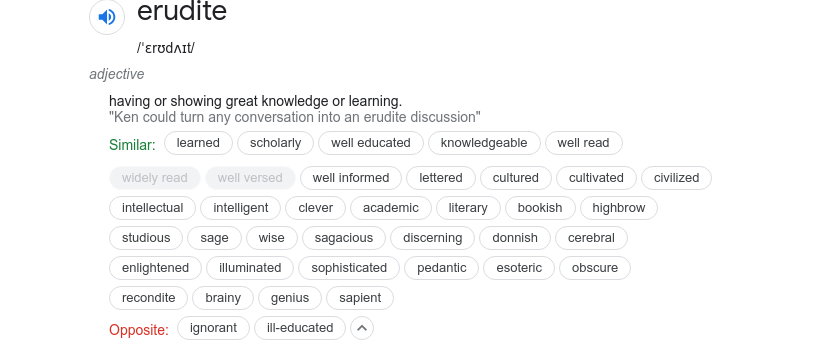 erudite
/ˈɛrʊdʌɪt/
adjective
having or showing great knowledge or learning.
"Ken could turn any conversation into an erudite discussion"
Similar: learned scholarly well educated knowledgeable well read
widely read well versed well informed lettered cultured cultivated civilized
intellectual intelligent clever academic literary bookish highbrow
studious sage wise sagacious discerning donnish cerebral
enlightened illuminated sophisticated pedantic esoteric obscure
recondite brainy genius sapient
Opposite: ignorant ill-educated